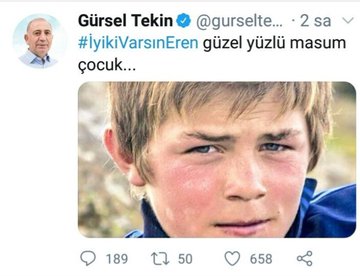 Gürsel Tekin @gurselte... · 2 sa
#İyikiVarsınEren güzel yüzlü masum
çocuk...
189 50 658